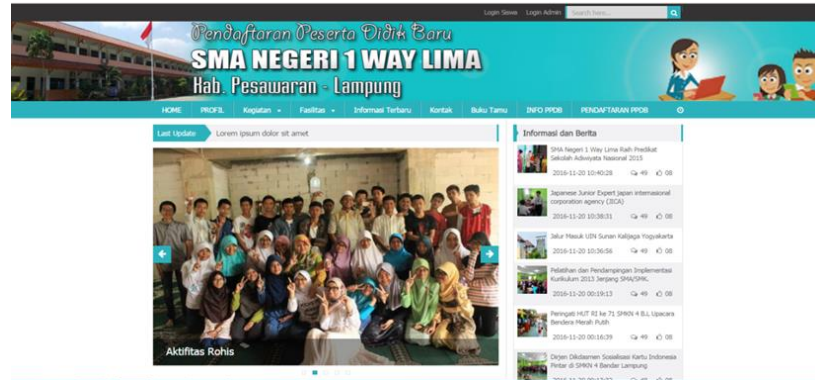 Login Siswa Login Admin Search here...
Pendaftaran Peserta Didik Baru
SMA NEGERI 1 WAY LIMA
Kab. Pesawaran - Lampung
HOME PROFIL Kegiatan Fasilitas Informasi Terbaru Kontak Buku Tamu INFO PPDB PENDAFTARAN PPDB
Last Update Lorem ipsum dolor sit amet
Aktifitas Rohis
Informasi dan Berita
SMA Negeri 1 Way Lima Raih Predikat
Sekolah Adiwiyata Nasional 2015
2016-11-20 10:40:28 49 08
Japanese Junior Expert Japan internasional
corporation agency (JICA)
2016-11-20 10:38:31 49 08
Jalur Masuk UIN Sunan Kalijaga Yogyakarta
2016-11-20 10:36:56 49 08
Pelatihan dan Pendampingan Implementasi
Kurikulum 2013 Jenjang SMA/SMK.
2016-11-20 00:19:13 49 08
Peringati HUT RI ke 71 SMKN 4 B.L Upacara
Bendera Merah Putih
2016-11-20 00:16:39 49 08
Dirjen Dikdasmen Sosialisasi Kartu Indonesia
Pintar di SMKN 4 Bandar Lampung